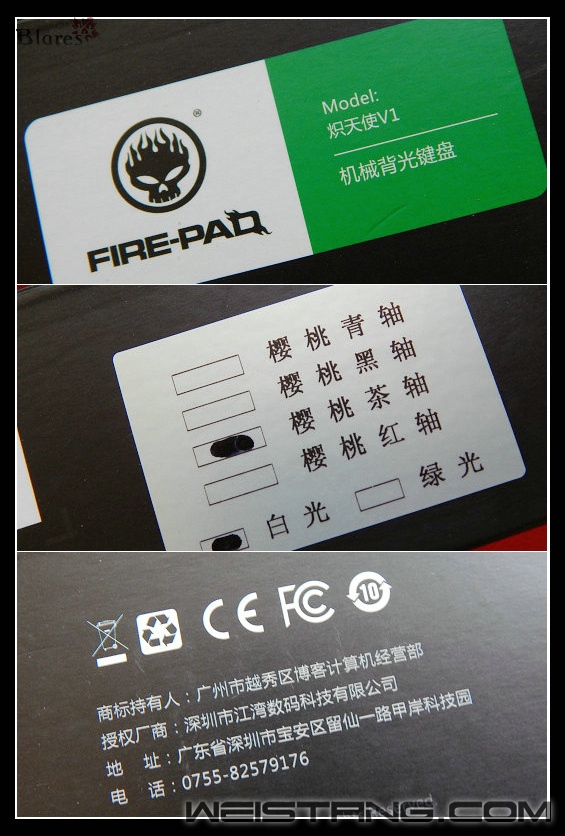 Blares
®
FIRE-PAD
Model:
炽天使V1
机械背光键盘
樱桃青轴
樱桃黑轴
樱桃茶轴
樱桃红轴
白光 绿光
CE FC 10
商标持有人：广州市越秀区博客计算机经营部
授权厂商：深圳市江湾数码科技有限公司
地 址：广东省深圳市宝安区留仙一路甲岸科技园
电 话：0755-82579176
WEISTANG.COM